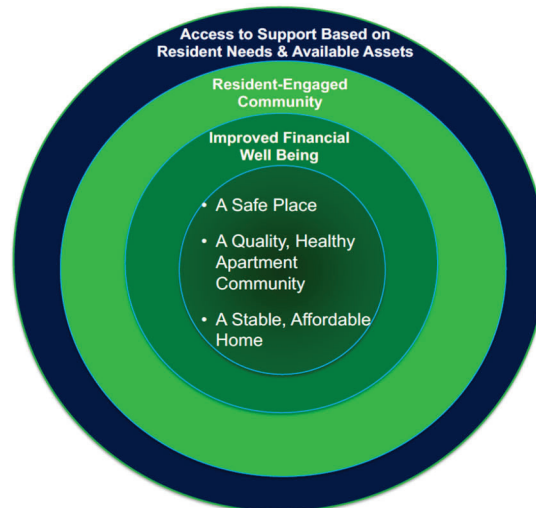 Access to Support Based on
Resident Needs & Available Assets
Resident-Engaged
Community
Improved Financial
Well Being
• A Safe Place
• A Quality, Healthy
Apartment
Community
• A Stable, Affordable
Home